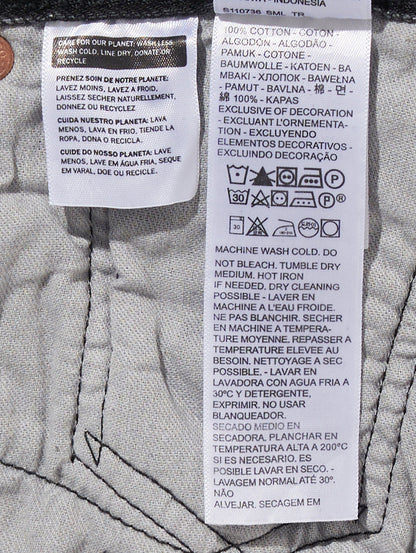 CARE FOR OUR PLANET: WASH LESS,
WASH COLD, LINE DRY, DONATE OR
RECYCLE
PRENEZ SOIN DE NOTRE PLANETE:
LAVEZ MOINS, LAVEZ A FROID,
LAISSEZ SECHER NATURELLEMENT,
DONNEZ OU RECYCLEZ
CUIDA NUESTRO PLANETA: LAVA
MENOS, LAVA EN FRIO, TIENDE LA
ROPA, DONA O RECICLA.
CUIDE DO NOSSO PLANETA: LAVE
MENOS, LAVE EM ÁGUA FRIA, SEQUE
EM VARAL, DOE OU RECICLE.
INDONESIA
S110736 SML TR
100% COTTON - COTON -
ALGODÓN - ALGODÃO -
PAMUK - COTONE -
BAUMWOLLE - KATOEN - BA
MBAKI - ХЛОПОК - BAWEŁNA
- PAMUT - BAVLNA - 棉 - 면 -
綿 100% - KAPAS
EXCLUSIVE OF DECORATION
- EXCLUANT L'ORNEMENTA-
TION - EXCLUYENDO
ELEMENTOS DECORATIVOS -
EXCLUINDO DECORAÇÃO
30
30
MACHINE WASH COLD. DO
NOT BLEACH. TUMBLE DRY
MEDIUM. HOT IRON
IF NEEDED. DRY CLEANING
POSSIBLE - LAVER EN
MACHINE A L'EAU FROIDE.
NE PAS BLANCHIR. SECHER
EN MACHINE A TEMPERA-
TURE MOYENNE. REPASSER A
TEMPERATURE ELEVEE AU
BESOIN. NETTOYAGE A SEC
POSSIBLE - LAVAR EN
LAVADORA CON AGUA FRIA A
30ºC Y DETERGENTE,
EXPRIMIR. NO USAR
BLANQUEADOR.
SECADO MEDIO EN
SECADORA. PLANCHAR EN
TEMPERATURA ALTA A 200°C
SI ES NECESARIO. ES
POSIBLE LAVAR EN SECO. -
LAVAGEM NORMAL ATÉ 30°.
NÃO
ALVEJAR. SECAGEM EM